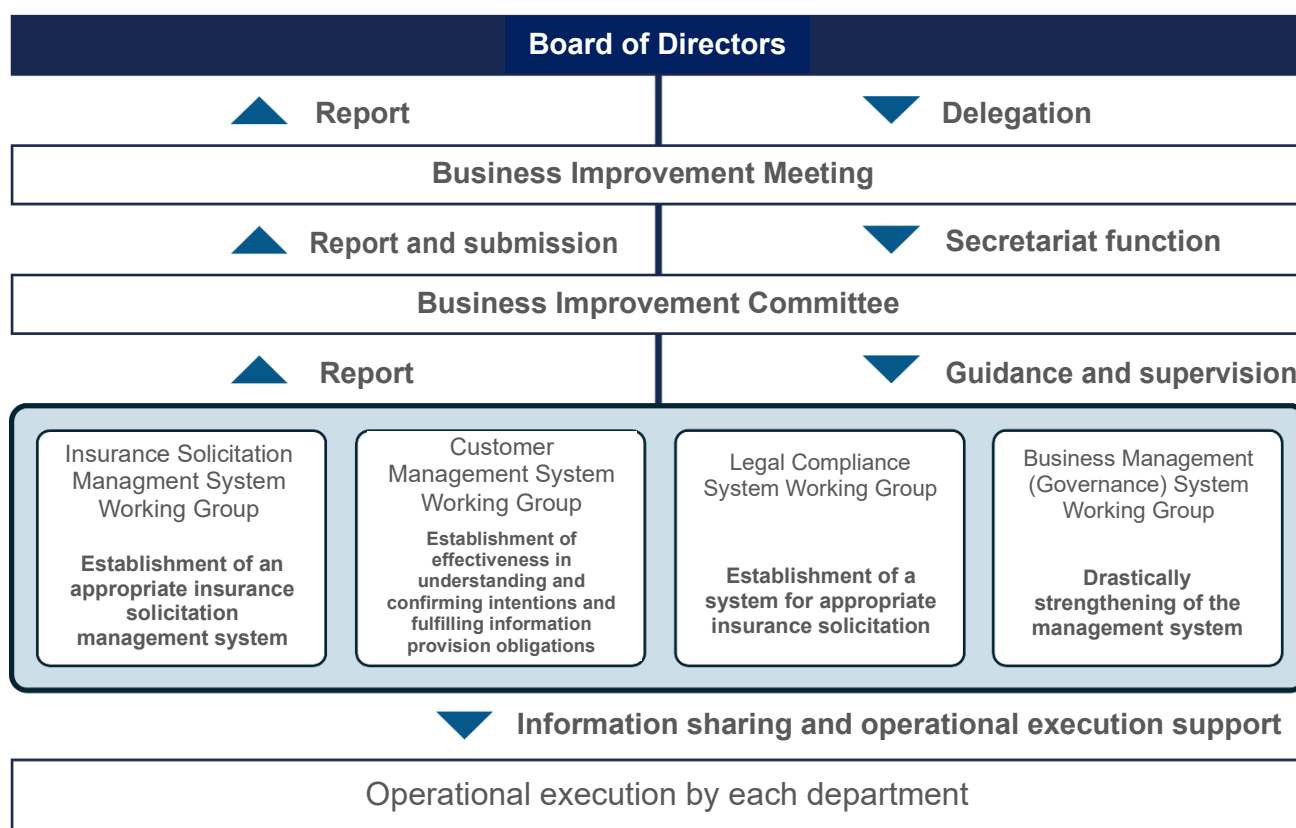 Board of Directors
Report
Delegation
Business Improvement Meeting
Report and submission
Secretariat function
Business Improvement Committee
Report
Guidance and supervision
Insurance Solicitation
Managment System
Working Group
Establishment of an
appropriate insurance
solicitation
management system
Customer
Management System
Working Group
Establishment of
effectiveness in
understanding and
confirming intentions and
fulfilling information
provision obligations
Legal Compliance
System Working Group
Establishment of a
system for appropriate
insurance solicitation
Business Management
(Governance) System
Working Group
Drastically
strengthening of the
management system
Information sharing and operational execution support
Operational execution by each department